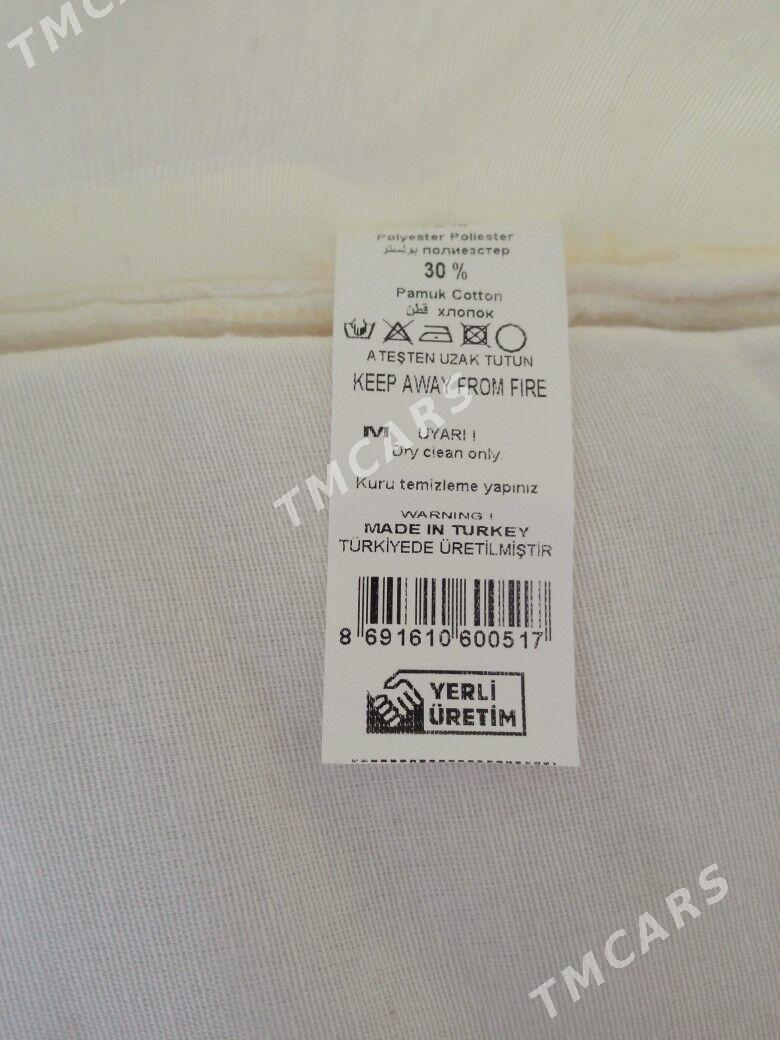 TMCARS
Polyester Poliester
بوليستر полиезстер
30 %
Pamuk Cotton
قطن хлопок
ATEŞTEN UZAK TUTUN
KEEP AWAY FROM FIRE
M UYARI !
Dry clean only
Kuru temizleme yapınız
TMCARS
WARNING !
MADE IN TURKEY
TÜRKİYEDE ÜRETİLMİŞTİR
8 691610 600517
YERLİ
ÜRETİM
TMCARS